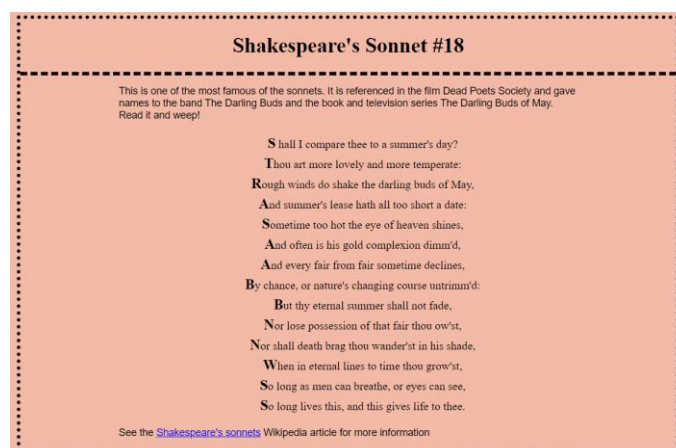 Shakespeare's Sonnet #18
This is one of the most famous of the sonnets. It is referenced in the film Dead Poets Society and gave
names to the band The Darling Buds and the book and television series The Darling Buds of May.
Read it and weep!
S hall I compare thee to a summer's day?
Thou art more lovely and more temperate:
Rough winds do shake the darling buds of May,
And summer's lease hath all too short a date:
Sometime too hot the eye of heaven shines,
And often is his gold complexion dimm'd,
And every fair from fair sometime declines,
By chance, or nature's changing course untrimm'd:
But thy eternal summer shall not fade,
Nor lose possession of that fair thou ow'st,
Nor shall death brag thou wander'st in his shade,
When in eternal lines to time thou grow'st,
So long as men can breathe, or eyes can see,
So long lives this, and this gives life to thee.
See the Shakespeare's sonnets Wikipedia article for more information